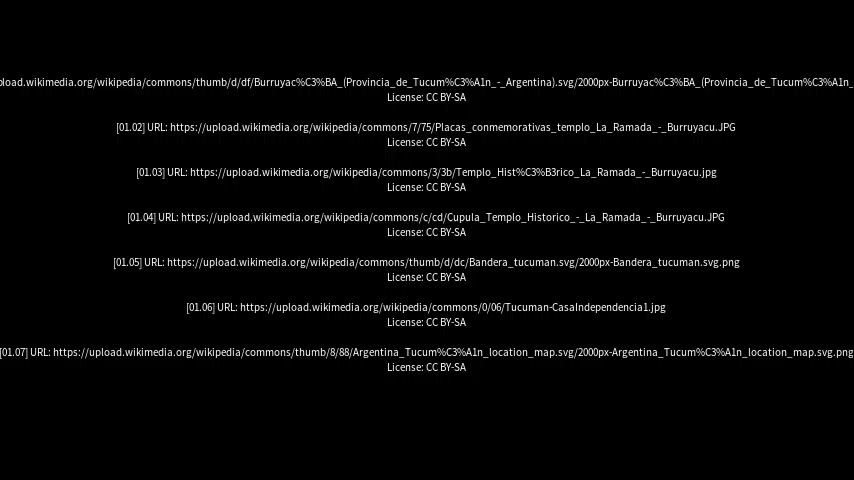 pload.wikimedia.org/wikipedia/commons/thumb/d/df/Burruyac%C3%BA_(Provincia_de_Tucum%C3%A1n_-_Argentina).svg/2000px-Burruyac%C3%BA_(Provincia_de_Tucum%C3%A1n_-
License: CC BY-SA
[01.02] URL: https://upload.wikimedia.org/wikipedia/commons/7/75/Placas_conmemorativas_templo_La_Ramada_-_Burruyacu.JPG
License: CC BY-SA
[01.03] URL: https://upload.wikimedia.org/wikipedia/commons/3/3b/Templo_Hist%C3%B3rico_La_Ramada_-_Burruyacu.jpg
License: CC BY-SA
[01.04] URL: https://upload.wikimedia.org/wikipedia/commons/c/cd/Cupula_Templo_Historico_-_La_Ramada_-_Burruyacu.JPG
License: CC BY-SA
[01.05] URL: https://upload.wikimedia.org/wikipedia/commons/thumb/d/dc/Bandera_tucuman.svg/2000px-Bandera_tucuman.svg.png
License: CC BY-SA
[01.06] URL: https://upload.wikimedia.org/wikipedia/commons/0/06/Tucuman-CasaIndependencia1.jpg
License: CC BY-SA
[01.07] URL: https://upload.wikimedia.org/wikipedia/commons/thumb/8/88/Argentina_Tucum%C3%A1n_location_map.svg/2000px-Argentina_Tucum%C3%A1n_location_map.svg.png
License: CC BY-SA